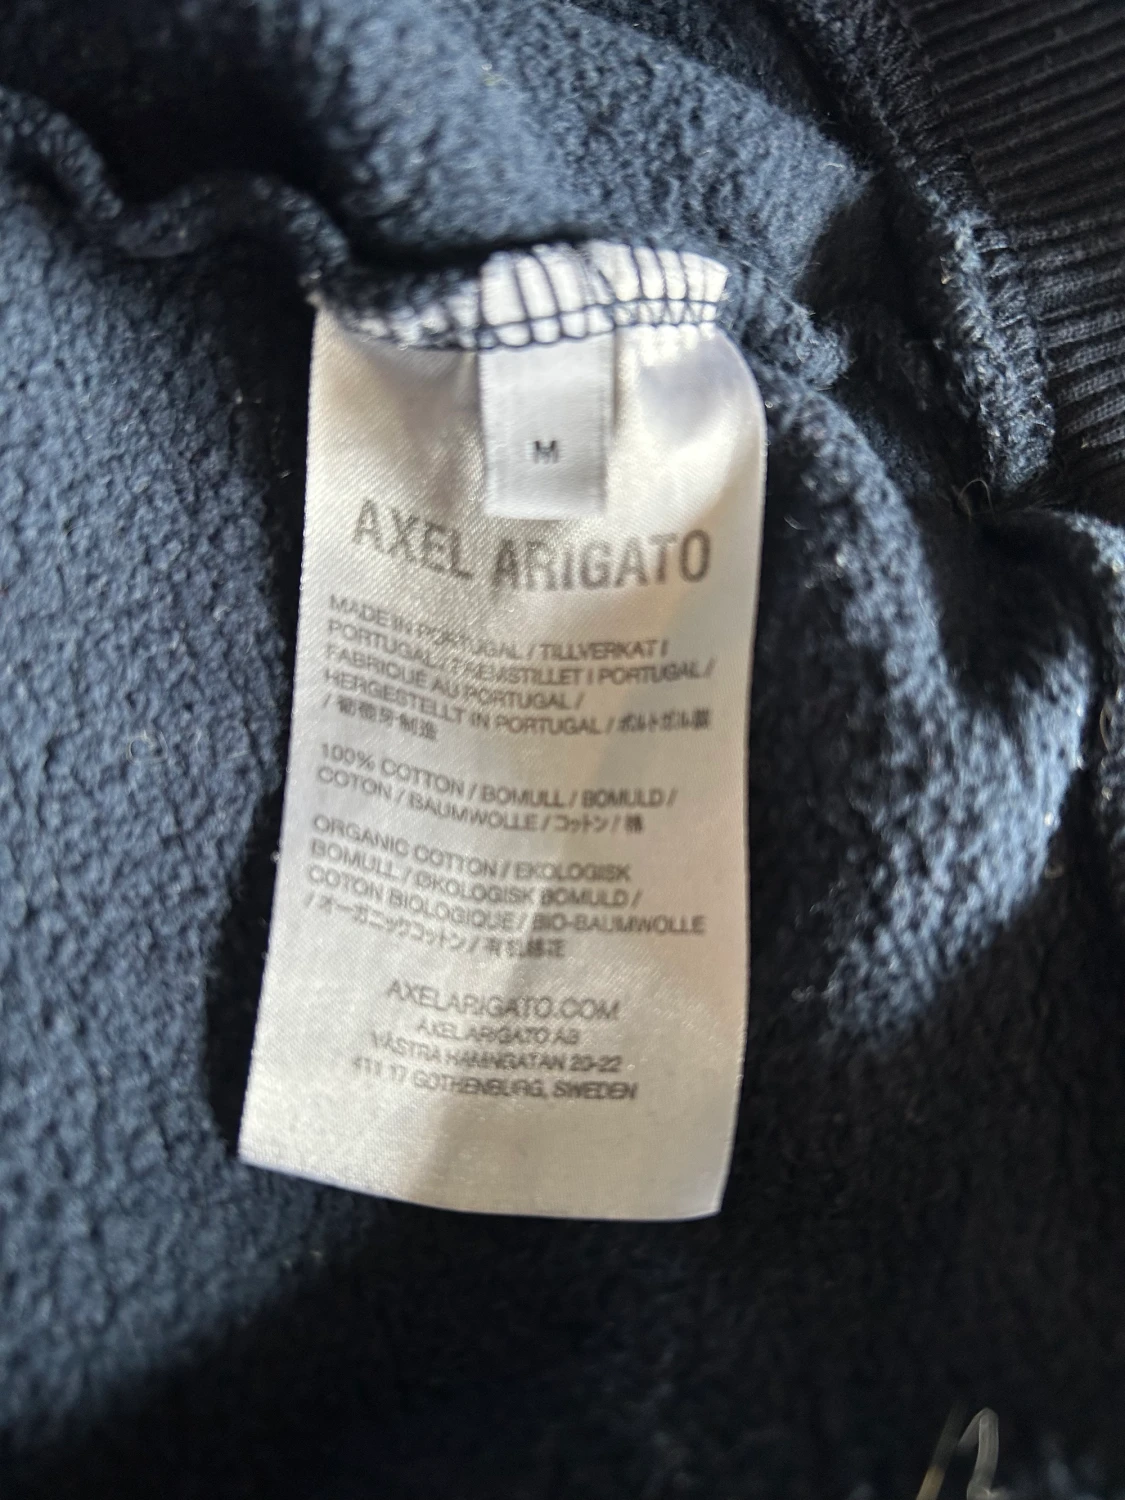 M
AXEL ARIGATO
MADE IN PORTUGAL / TILLVERKAT I
PORTUGAL / FREMSTILLET I PORTUGAL /
FABRIQUÉ AU PORTUGAL /
HERGESTELLT IN PORTUGAL / ポルトガル製
/ 葡萄牙制造
100% COTTON / BOMULL / BOMULD /
COTON / BAUMWOLLE / コットン / 棉
ORGANIC COTTON / EKOLOGISK
BOMULL / ØKOLOGISK BOMULD /
COTON BIOLOGIQUE / BIO-BAUMWOLLE
/ オーガニックコットン / 有机棉花
AXELARIGATO.COM
AXELARIGATO AB
VÄSTRA HAMNGATAN 20-22
411 17 GOTHENBURG, SWEDEN